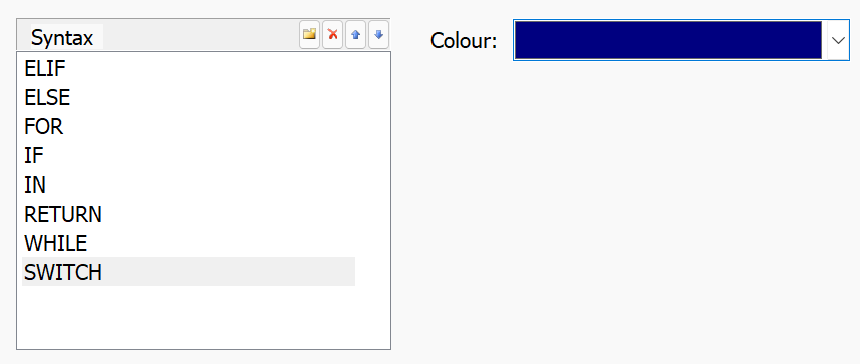 Syntax
Colour:
ELIF
ELSE
FOR
IF
IN
RETURN
WHILE
SWITCH